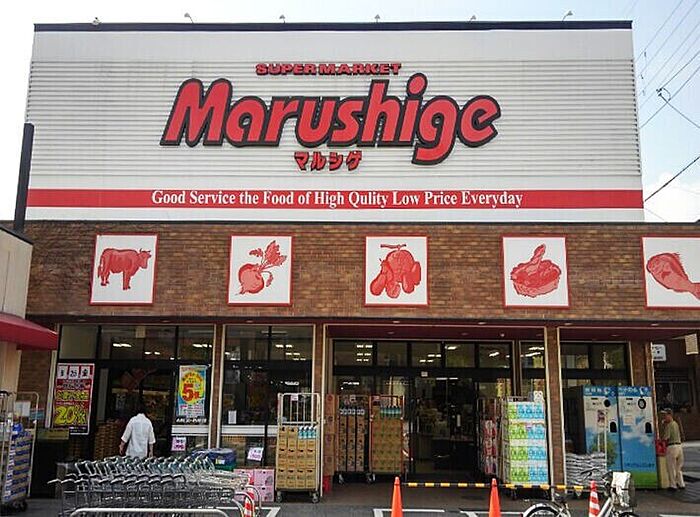 SUPER MARKET
Marushige
マルシゲ
Good Service the Food of High Qulity Low Price Everyday
20%
5